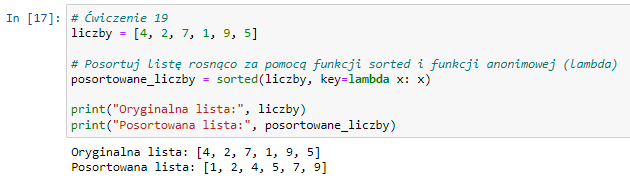 In [17]: # Ćwiczenie 19
liczby = [4, 2, 7, 1, 9, 5]
# Posortuj listę rosnąco za pomocą funkcji sorted i funkcji anonimowej (lambda)
posortowane_liczby = sorted(liczby, key=lambda x: x)
print("Oryginalna lista:", liczby)
print("Posortowana lista:", posortowane_liczby)
Oryginalna lista: [4, 2, 7, 1, 9, 5]
Posortowana lista: [1, 2, 4, 5, 7, 9]